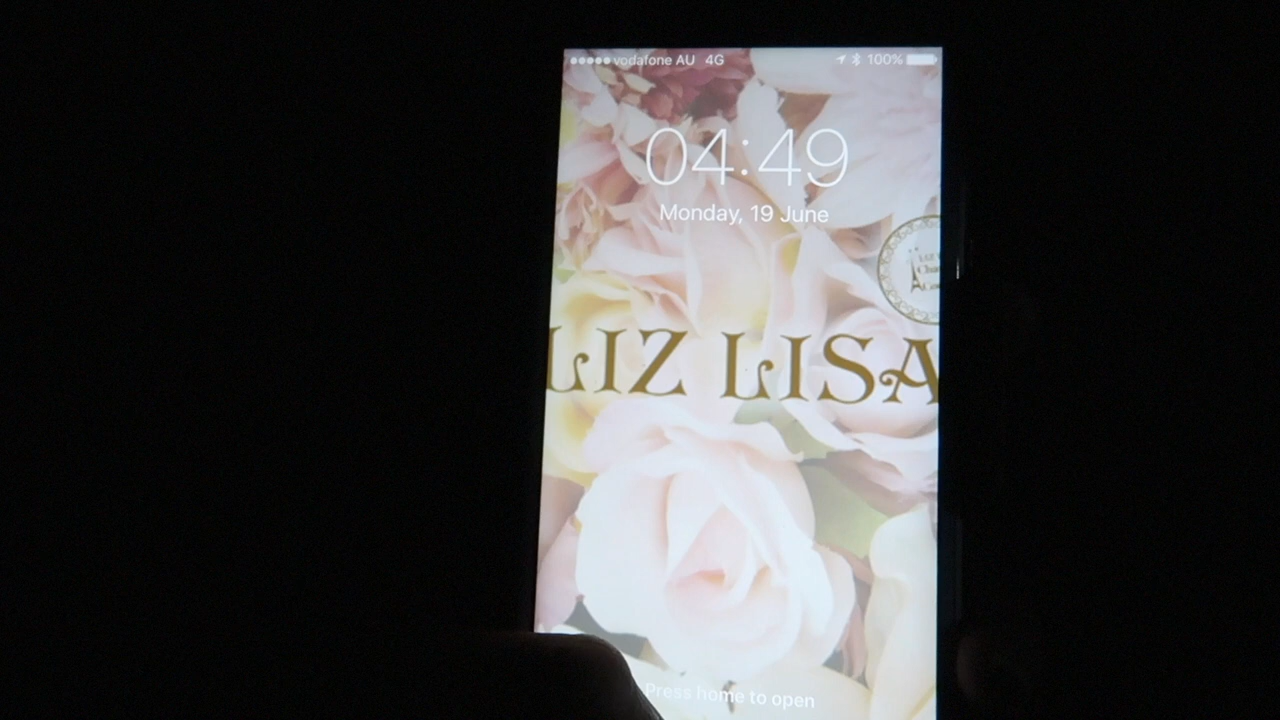 vodafone AU 4G 100%
04:49
Monday, 19 June
LIZ LISA
Press home to open